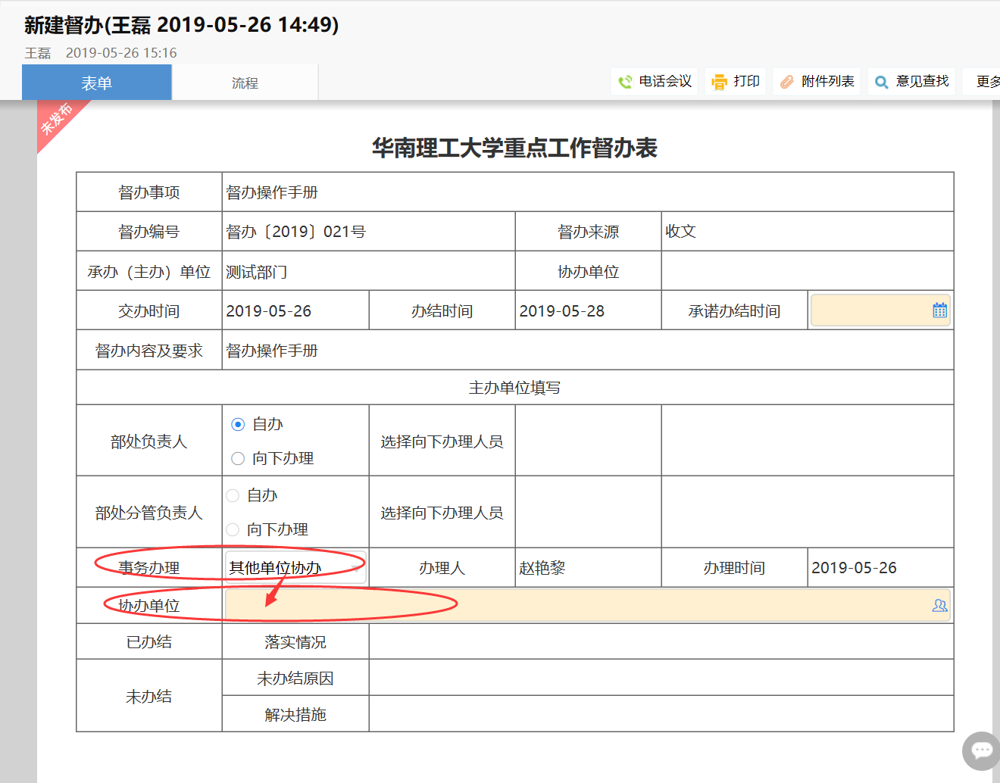 新建督办(王磊 2019-05-26 14:49)
王磊 2019-05-26 15:16
表单 流程 电话会议 打印 附件列表 意见查找 更多
未发布
华南理工大学重点工作督办表
督办事项 督办操作手册
督办编号 督办〔2019〕021号 督办来源 收文
承办（主办）单位 测试部门 协办单位
交办时间 2019-05-26 办结时间 2019-05-28 承诺办结时间
督办内容及要求 督办操作手册
主办单位填写
部处负责人 自办 选择向下办理人员
向下办理
部处分管负责人 自办 选择向下办理人员
向下办理
事务办理 其他单位协办 办理人 赵艳黎 办理时间 2019-05-26
协办单位
已办结 落实情况
未办结 未办结原因
解决措施